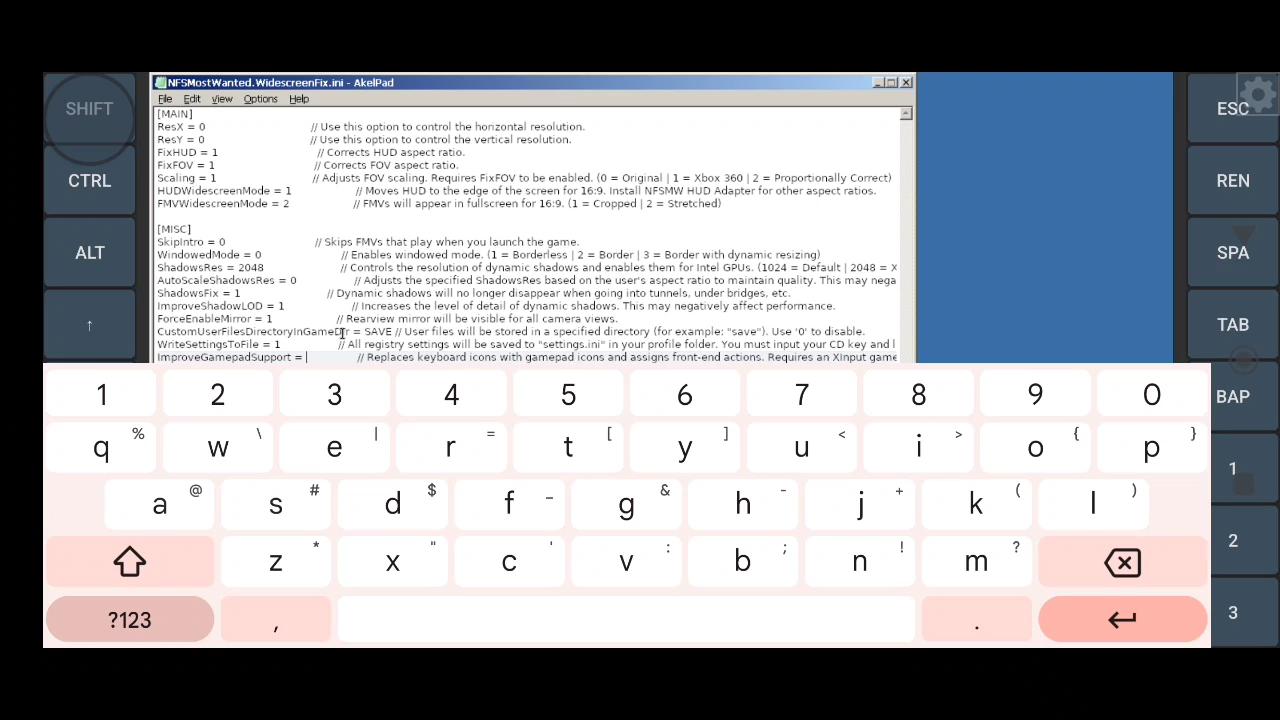 NFSMostWanted.WidescreenFix.ini - AkelPad
File Edit View Options Help
[MAIN]
ResX = 0 // Use this option to control the horizontal resolution.
ResY = 0 // Use this option to control the vertical resolution.
FixHUD = 1 // Corrects HUD aspect ratio.
FixFOV = 1 // Corrects FOV aspect ratio.
Scaling = 1 // Adjusts FOV scaling. Requires FixFOV to be enabled. (0 = Original | 1 = Xbox 360 | 2 = Proportionally Correct)
HUDWidescreenMode = 1 // Moves HUD to the edge of the screen for 16:9. Install NFSMW HUD Adapter for other aspect ratios.
FMVWidescreenMode = 2 // FMVs will appear in fullscreen for 16:9. (1 = Cropped | 2 = Stretched)
[MISC]
SkipIntro = 0 // Skips FMVs that play when you launch the game.
WindowedMode = 0 // Enables windowed mode. (1 = Borderless | 2 = Border | 3 = Border with dynamic resizing)
ShadowsRes = 2048 // Controls the resolution of dynamic shadows and enables them for Intel GPUs. (1024 = Default | 2048 = X
AutoScaleShadowsRes = 0 // Adjusts the specified ShadowsRes based on the user's aspect ratio to maintain quality. This may nega
ShadowsFix = 1 // Dynamic shadows will no longer disappear when going into tunnels, under bridges, etc.
ImproveShadowLOD = 1 // Increases the level of detail of dynamic shadows. This may negatively affect performance.
ForceEnableMirror = 1 // Rearview mirror will be visible for all camera views.
CustomUserFilesDirectoryInGameDir = SAVE // User files will be stored in a specified directory (for example: "save"). Use '0' to disable.
WriteSettingsToFile = 1 // All registry settings will be saved to "settings.ini" in your profile folder. You must input your CD key and l
ImproveGamepadSupport = // Replaces keyboard icons with gamepad icons and assigns front-end actions. Requires an XInput game
SHIFT
CTRL
ALT
↑
ESC
REN
SPA
TAB
BAP
1
2
3
1 2 3 4 5 6 7 8 9 0
q % w \ e | r = t [ y ] u < i > o { p }
a @ s # d $ f _ g & h - j + k ( l )
z * x " c ' v : b ; n ! m ?
?123 , .